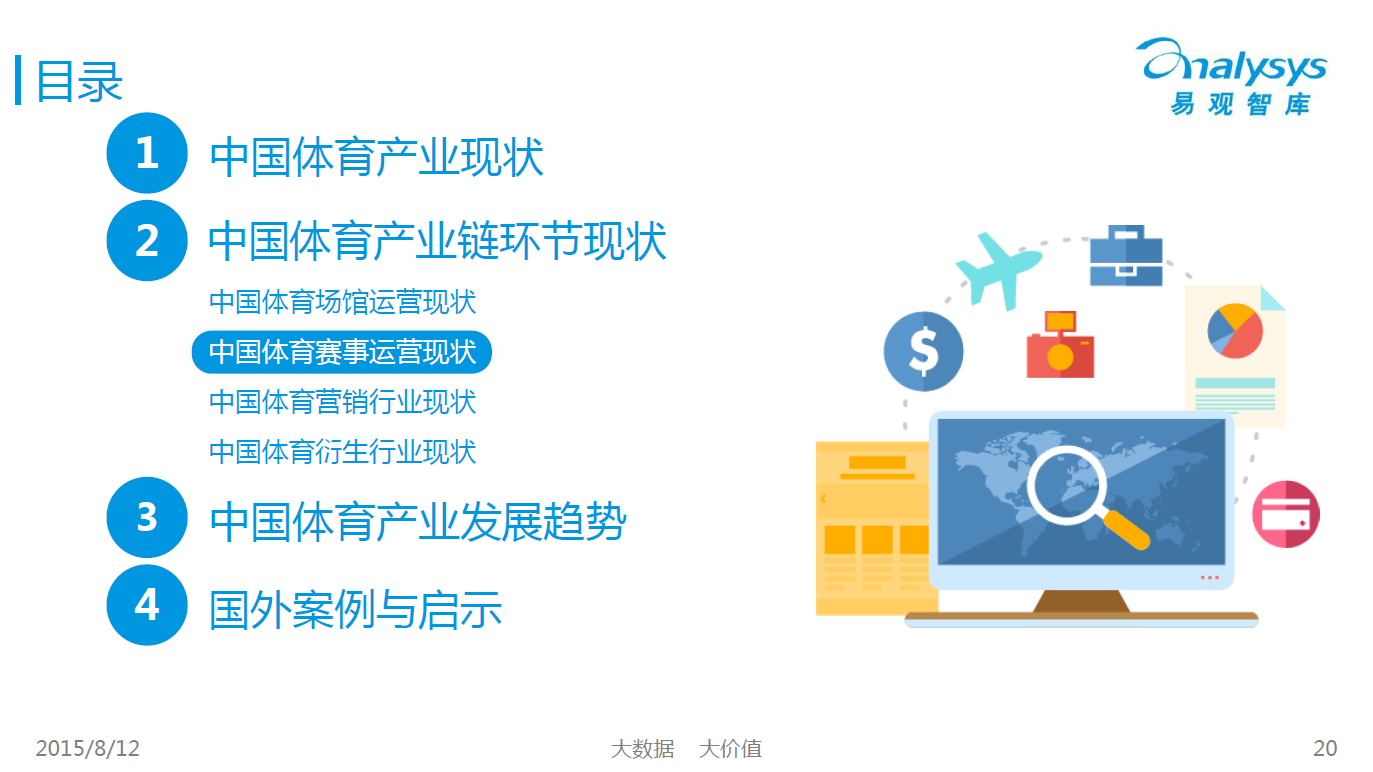 目录
analysys
易观智库
1 中国体育产业现状
2 中国体育产业链环节现状
中国体育场馆运营现状
中国体育赛事运营现状
中国体育营销行业现状
中国体育衍生行业现状
3 中国体育产业发展趋势
4 国外案例与启示
$
2015/8/12 大数据 大价值 20